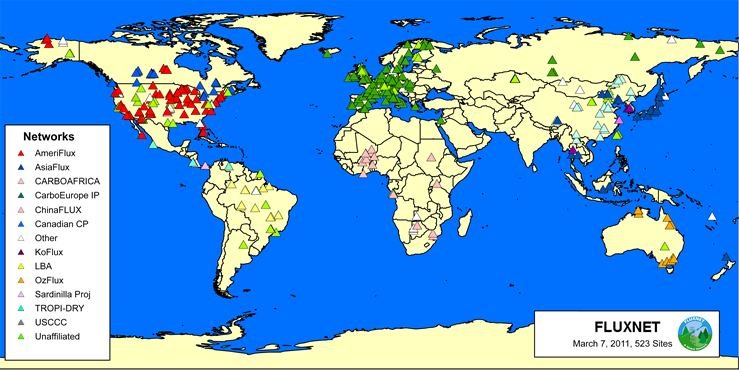 Networks
AmeriFlux
AsiaFlux
CARBOAFRICA
CarboEurope IP
ChinaFLUX
Canadian CP
Other
KoFlux
LBA
OzFlux
Sardinilla Proj
TROPI-DRY
USCCC
Unaffiliated
FLUXNET
March 7, 2011, 523 Sites
FLUXNET